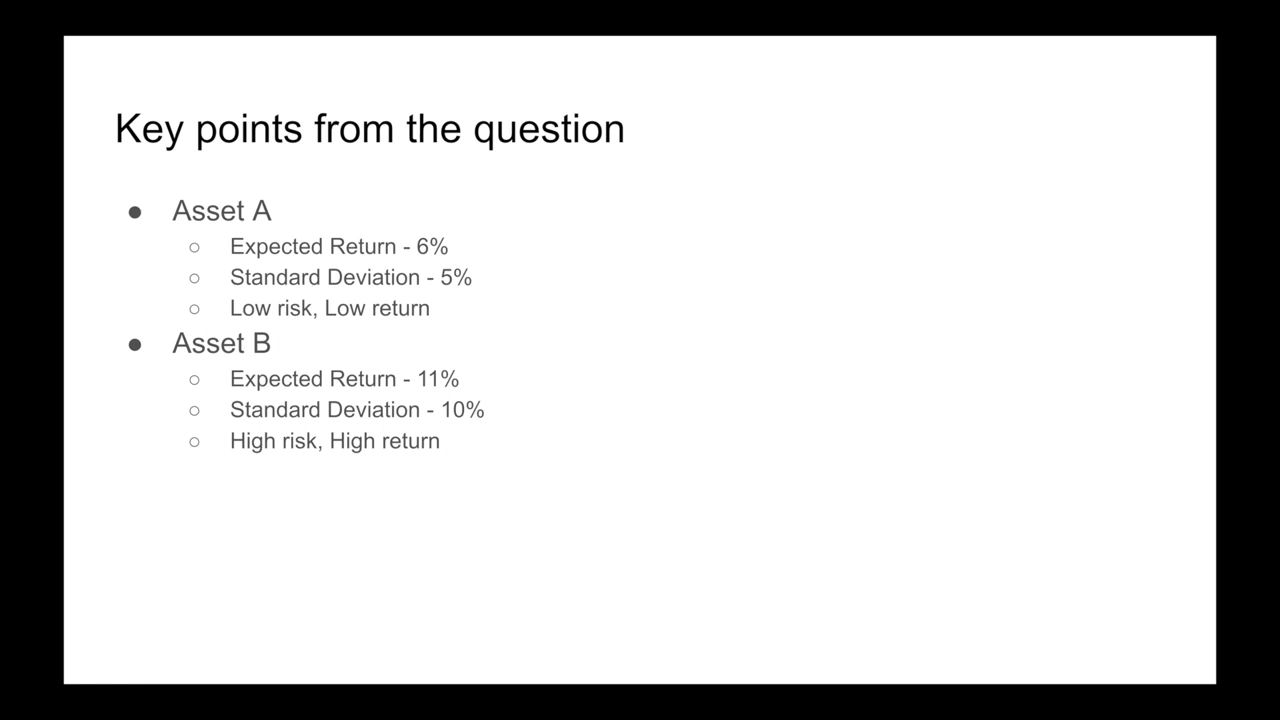 Key points from the question
● Asset A
○ Expected Return - 6%
○ Standard Deviation - 5%
○ Low risk, Low return
● Asset B
○ Expected Return - 11%
○ Standard Deviation - 10%
○ High risk, High return